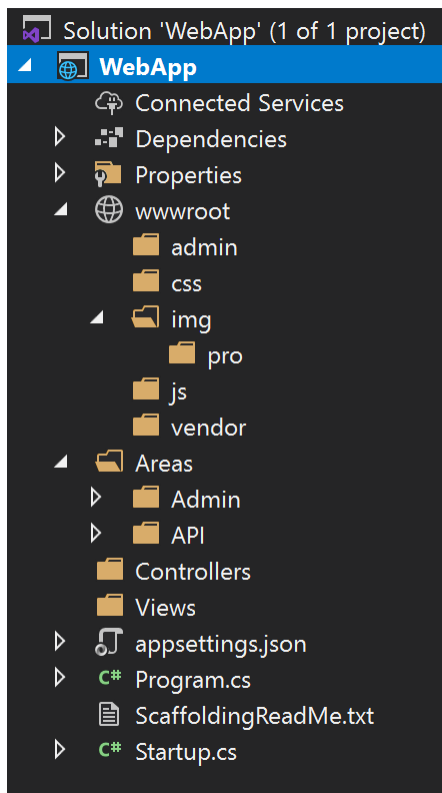 Solution 'WebApp' (1 of 1 project)
WebApp
Connected Services
Dependencies
Properties
wwwroot
admin
css
img
pro
js
vendor
Areas
Admin
API
Controllers
Views
appsettings.json
C# Program.cs
ScaffoldingReadMe.txt
C# Startup.cs